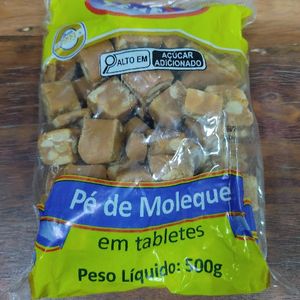 ALTO EM
AÇÚCAR
ADICIONADO
Pé de Moleque
em tabletes
Peso Líquido: 500g